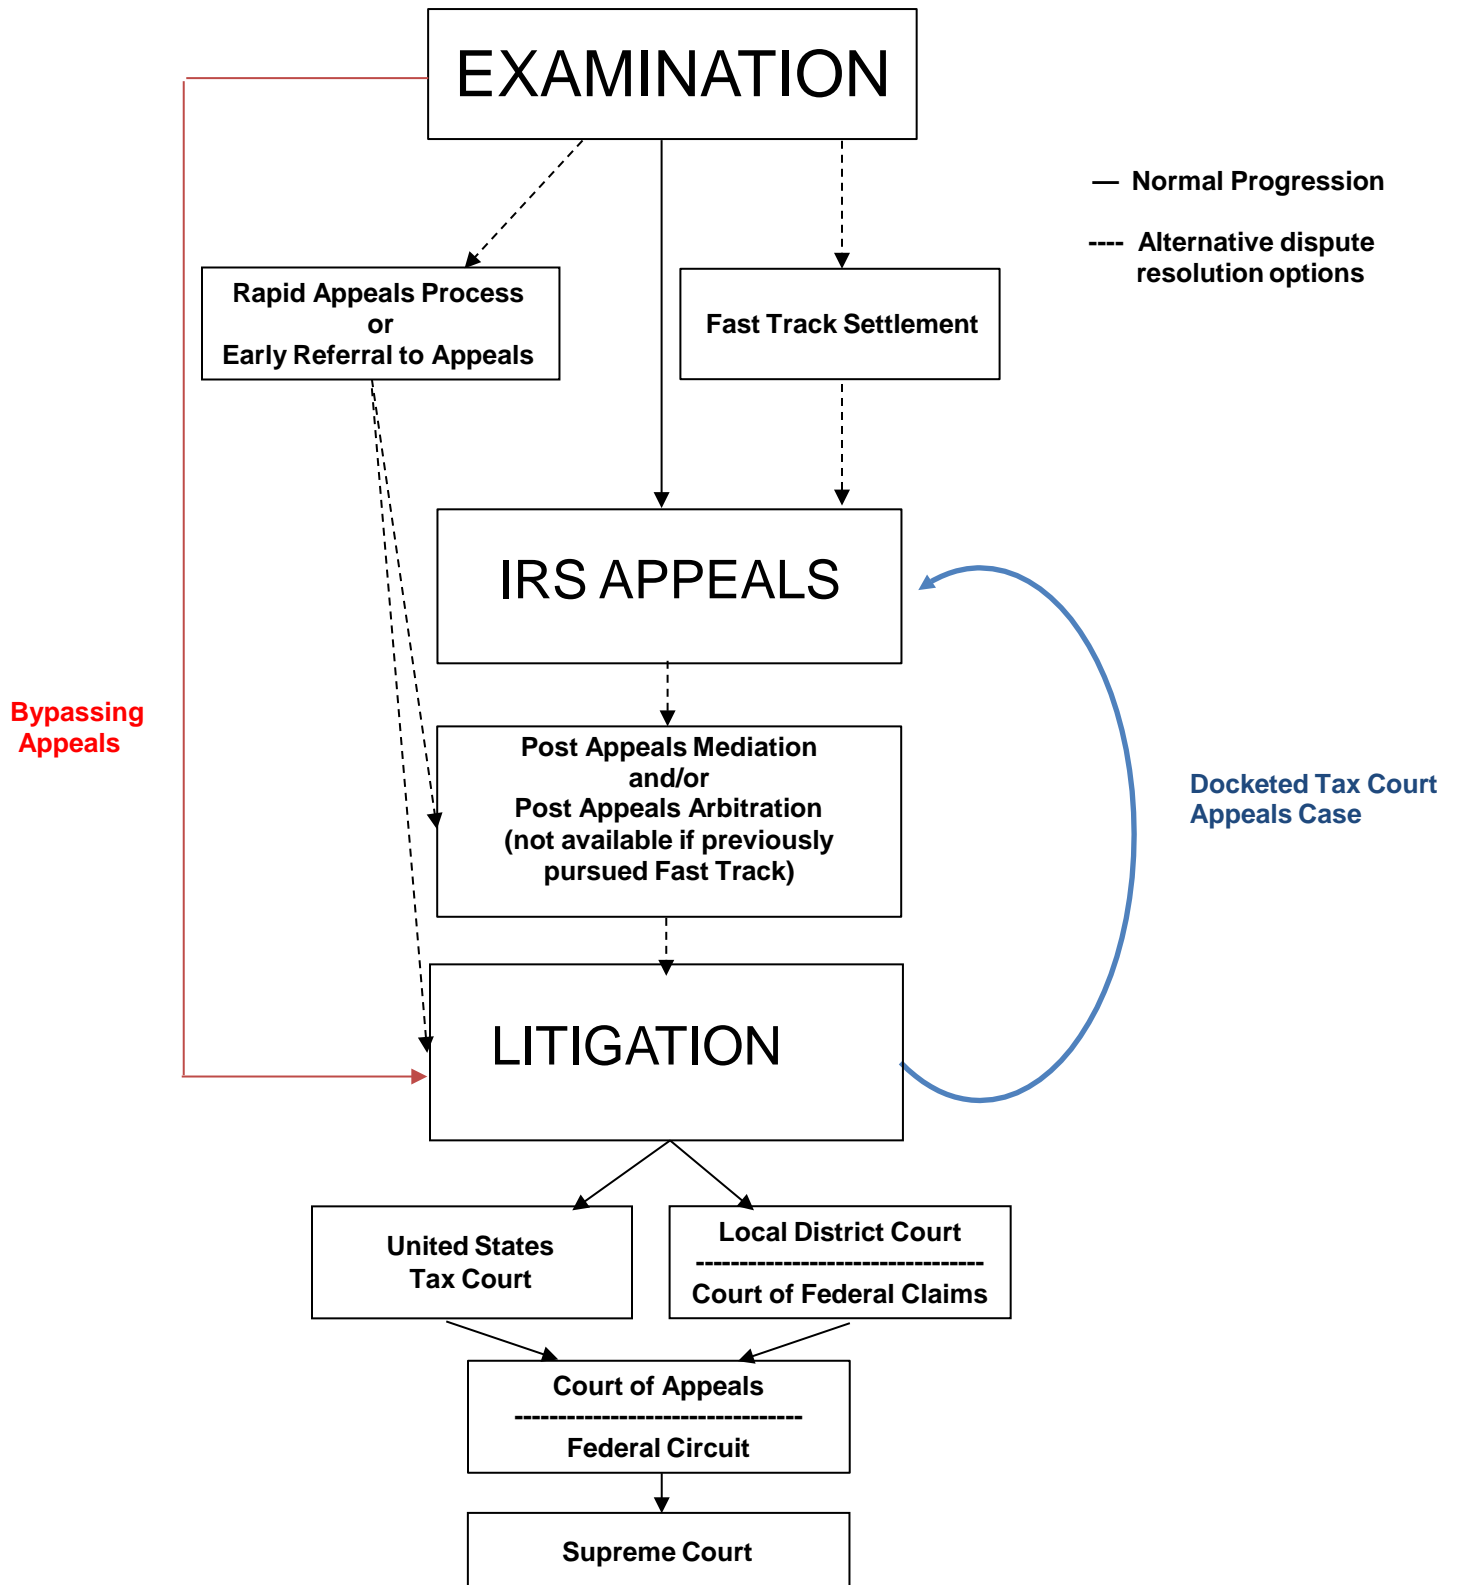 EXAMINATION
— Normal Progression
---- Alternative dispute
resolution options
Rapid Appeals Process
or
Early Referral to Appeals
Fast Track Settlement
IRS APPEALS
Bypassing
Appeals
Post Appeals Mediation
and/or
Post Appeals Arbitration
(not available if previously
pursued Fast Track)
Docketed Tax Court
Appeals Case
LITIGATION
United States
Tax Court
Local District Court
---------------------------------
Court of Federal Claims
Court of Appeals
---------------------------------
Federal Circuit
Supreme Court